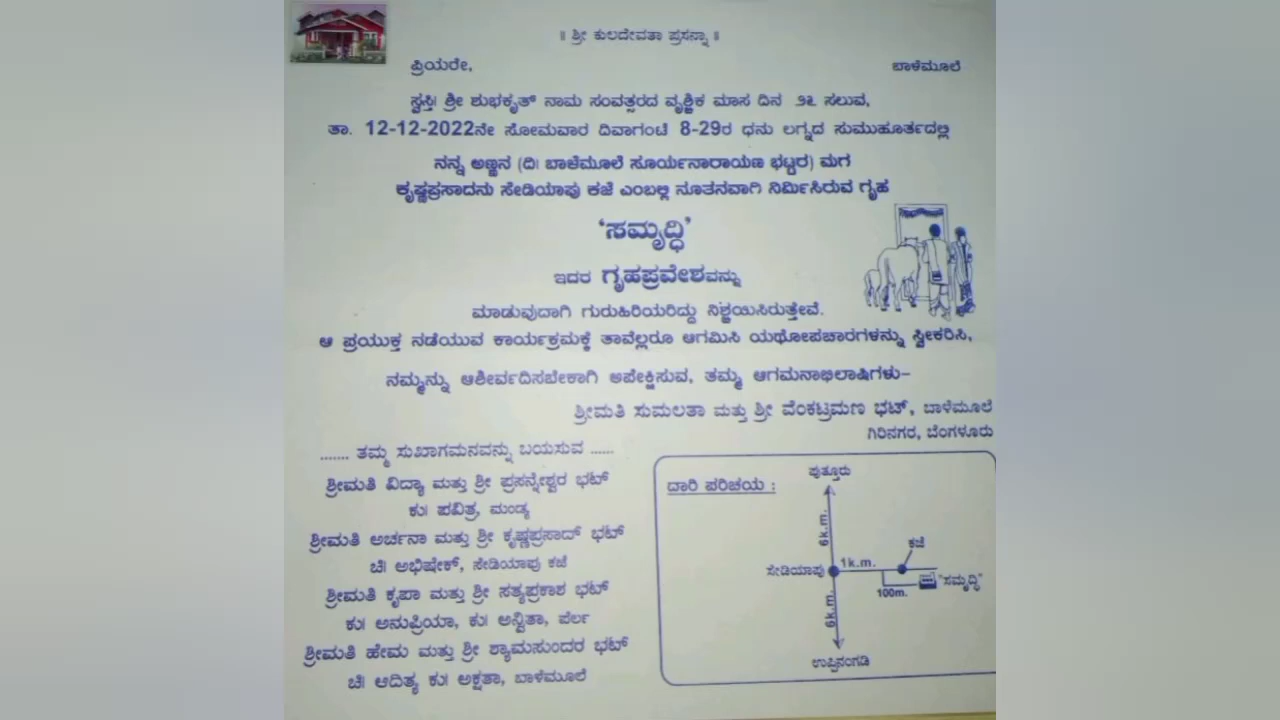 ॥ ಶ್ರೀ ಕುಲದೇವತಾ ಪ್ರಸನ್ನಾ ॥
ಪ್ರಿಯರೇ,
ಬಾಳೆಮೂಲೆ
ಸ್ವಸ್ತಿ। ಶ್ರೀ ಶುಭಕೃತ್ ನಾಮ ಸಂವತ್ಸರದ ವೃಶ್ಚಿಕ ಮಾಸ ದಿನ ೨೬ ಸಲುವ,
ತಾ. 12-12-2022ನೇ ಸೋಮವಾರ ದಿವಾಗಂಟೆ 8-29ರ ಧನು ಲಗ್ನದ ಸುಮುಹೂರ್ತದಲ್ಲಿ
ನನ್ನ ಅಣ್ಣನ (ದಿ। ಬಾಳೆಮೂಲೆ ಸೂರ್ಯನಾರಾಯಣ ಭಟ್ಟರ) ಮಗ
ಕೃಷ್ಣಪ್ರಸಾದನು ಸೇಡಿಯಾಪು ಕಜೆ ಎಂಬಲ್ಲಿ ನೂತನವಾಗಿ ನಿರ್ಮಿಸಿರುವ ಗೃಹ
'ಸಮೃದ್ಧಿ'
ಇದರ ಗೃಹಪ್ರವೇಶವನ್ನು
ಮಾಡುವುದಾಗಿ ಗುರುಹಿರಿಯರಿದ್ದು ನಿಶ್ಚಯಿಸಿರುತ್ತೇವೆ.
ಆ ಪ್ರಯುಕ್ತ ನಡೆಯುವ ಕಾರ್ಯಕ್ರಮಕ್ಕೆ ತಾವೆಲ್ಲರೂ ಆಗಮಿಸಿ ಯಥೋಪಚಾರಗಳನ್ನು ಸ್ವೀಕರಿಸಿ,
ನಮ್ಮನ್ನು ಆಶೀರ್ವದಿಸಬೇಕಾಗಿ ಅಪೇಕ್ಷಿಸುವ, ತಮ್ಮ ಆಗಮನಾಭಿಲಾಷಿಗಳು–
ಶ್ರೀಮತಿ ಸುಮಲತಾ ಮತ್ತು ಶ್ರೀ ವೆಂಕಟ್ರಮಣ ಭಟ್, ಬಾಳೆಮೂಲೆ
ಗಿರಿನಗರ, ಬೆಂಗಳೂರು
....... ತಮ್ಮ ಸುಖಾಗಮನವನ್ನು ಬಯಸುವ ......
ಶ್ರೀಮತಿ ವಿದ್ಯಾ ಮತ್ತು ಶ್ರೀ ಪ್ರಸನ್ನೇಶ್ವರ ಭಟ್
ಕು। ಪವಿತ್ರ, ಮಂಡ್ಯ
ಶ್ರೀಮತಿ ಅರ್ಚನಾ ಮತ್ತು ಶ್ರೀ ಕೃಷ್ಣಪ್ರಸಾದ್ ಭಟ್
ಚಿ। ಅಭಿಷೇಕ್, ಸೇಡಿಯಾಪು ಕಜೆ
ಶ್ರೀಮತಿ ಕೃಪಾ ಮತ್ತು ಶ್ರೀ ಸತ್ಯಪ್ರಕಾಶ ಭಟ್
ಕು। ಅನುಪ್ರಿಯಾ, ಕು। ಅನ್ವಿತಾ, ಪೆರ್ಲ
ಶ್ರೀಮತಿ ಹೇಮ ಮತ್ತು ಶ್ರೀ ಶ್ಯಾಮಸುಂದರ ಭಟ್
ಚಿ। ಆದಿತ್ಯ ಕು। ಅಕ್ಷತಾ, ಬಾಳೆಮೂಲೆ
ದಾರಿ ಪರಿಚಯ :
ಪುತ್ತೂರು
6k.m.
ಕಜೆ
ಸೇಡಿಯಾಪು
1k.m.
"ಸಮೃದ್ಧಿ"
100m.
6k.m.
ಉಪ್ಪಿನಂಗಡಿ